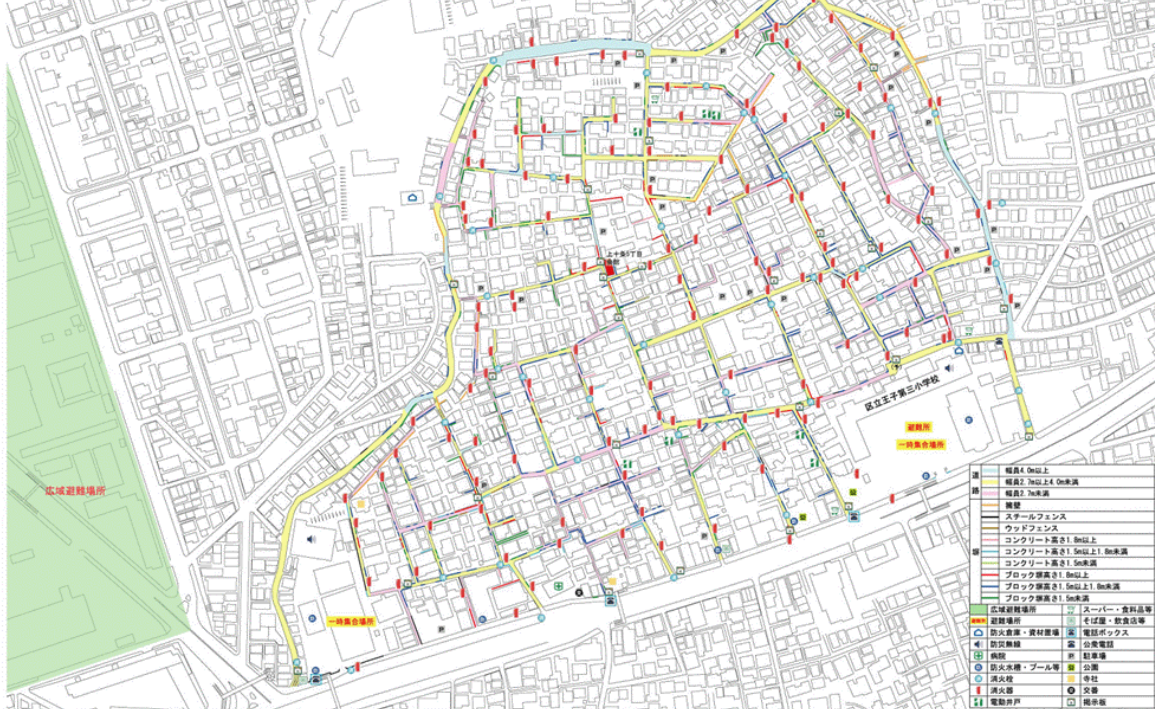 上十条5丁目
会館
区立王子第三小学校
避難所
一時集合場所
広域避難場所
一時集合場所
道路
幅員4.0m以上
幅員2.7m以上4.0m未満
幅員2.7m未満
塀
擁壁
スチールフェンス
ウッドフェンス
コンクリート高さ1.8m以上
コンクリート高さ1.5m以上1.8m未満
コンクリート高さ1.5m未満
ブロック塀高さ1.8m以上
ブロック塀高さ1.5m以上1.8m未満
ブロック塀高さ1.5m未満
広域避難場所 スーパー・食料品等
避難場所 そば屋・飲食店等
防火倉庫・資材置場 電話ボックス
防災無線 公衆電話
病院 駐車場
防火水槽・プール等 公園
消火栓 寺社
消火器 交番
電動井戸 掲示板